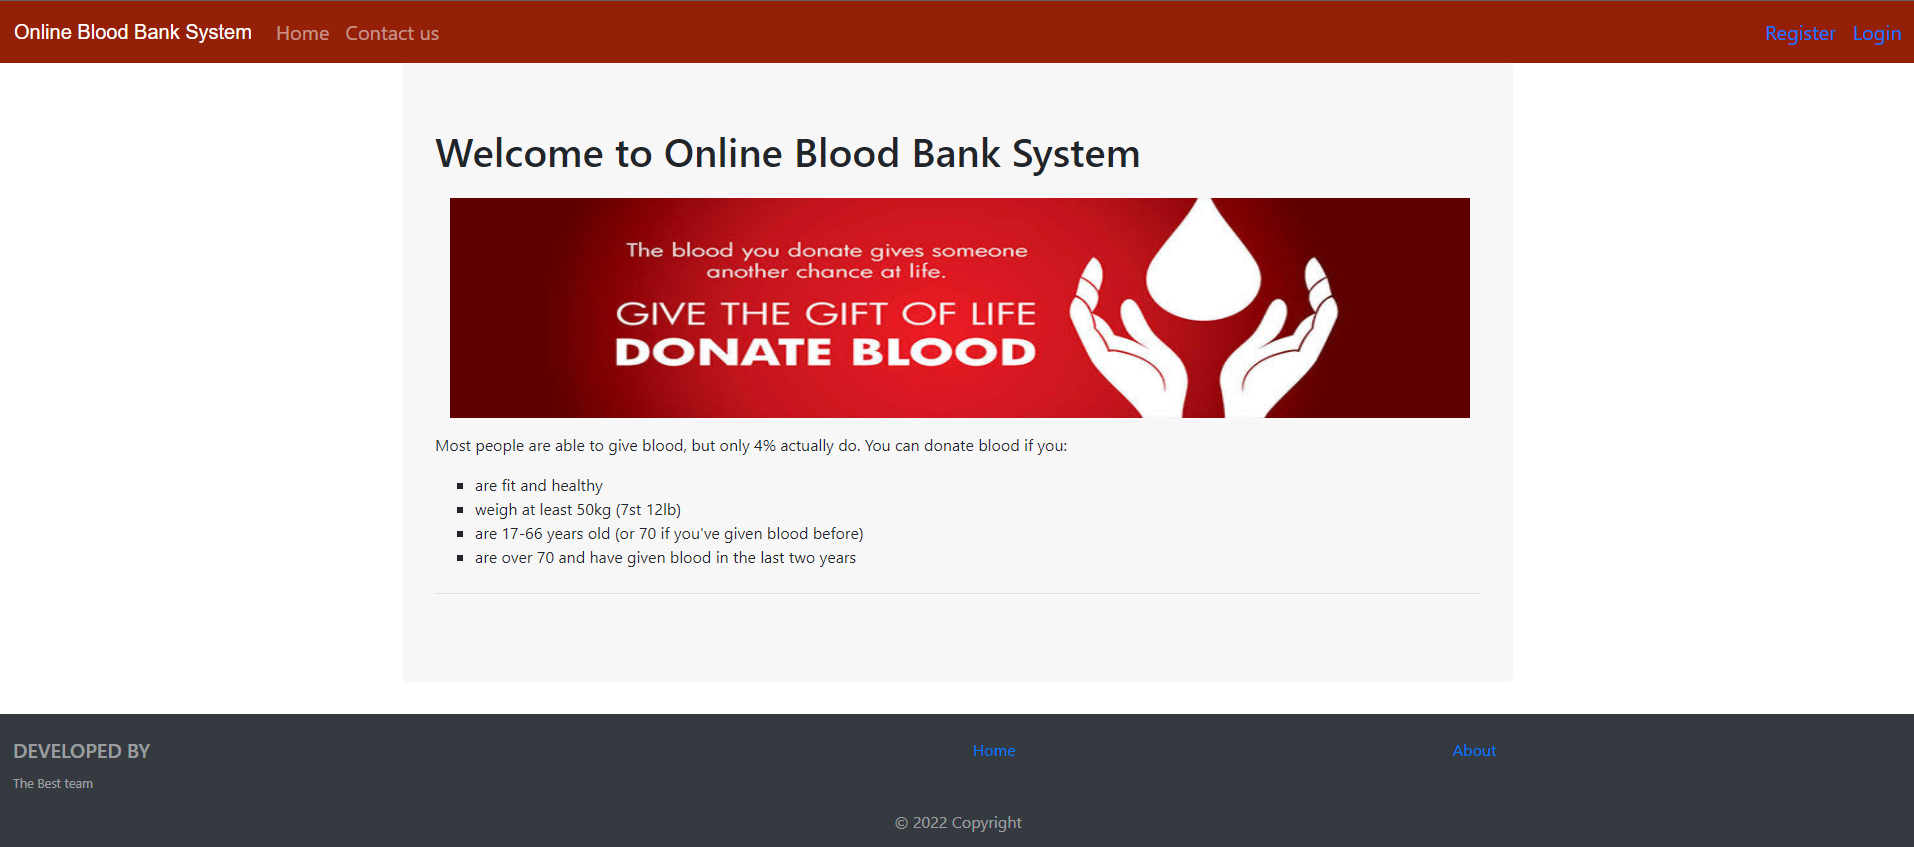 Online Blood Bank System Home Contact us Register Login
Welcome to Online Blood Bank System
The blood you donate gives someone
another chance at life.
GIVE THE GIFT OF LIFE
DONATE BLOOD
Most people are able to give blood, but only 4% actually do. You can donate blood if you:
are fit and healthy
weigh at least 50kg (7st 12lb)
are 17-66 years old (or 70 if you've given blood before)
are over 70 and have given blood in the last two years
DEVELOPED BY Home About
The Best team
© 2022 Copyright